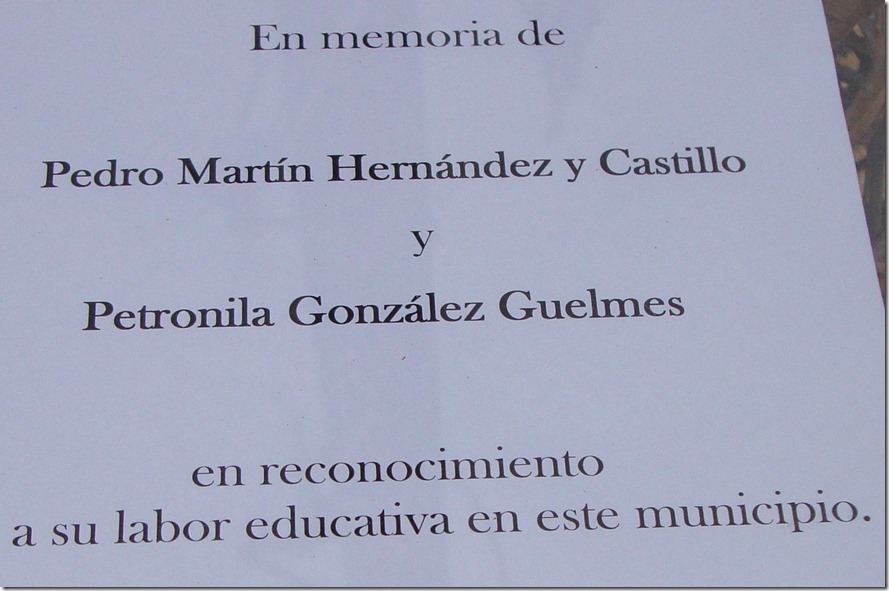 En memoria de
Pedro Martín Hernández y Castillo
y
Petronila González Guelmes
en reconocimiento
a su labor educativa en este municipio.